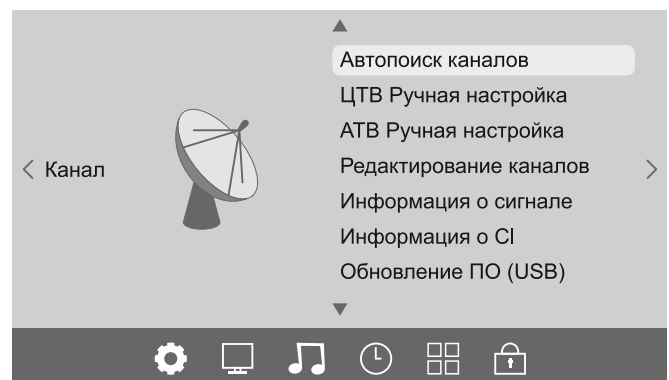 Автопоиск каналов
ЦТВ Ручная настройка
АТВ Ручная настройка
Канал
Редактирование каналов
Информация о сигнале
Информация о CI
Обновление ПО (USB)